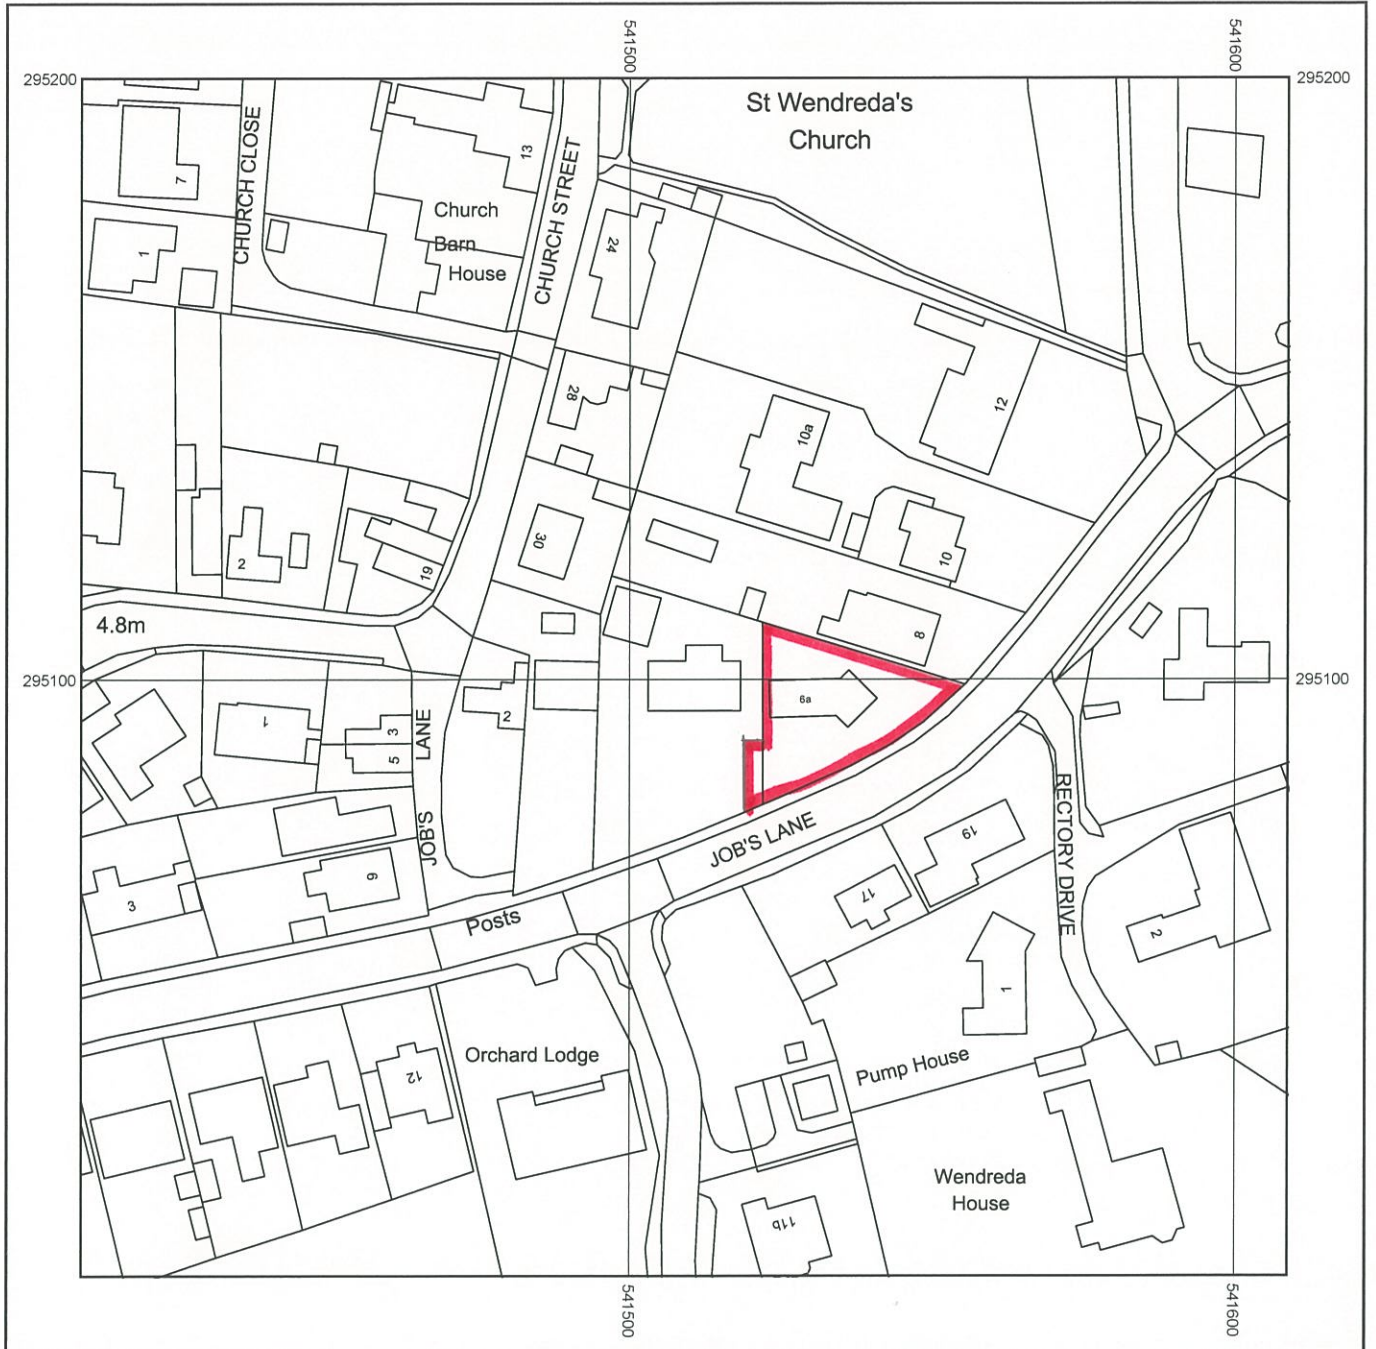 541500
541600
295200
295200
St Wendreda's
Church
CHURCH CLOSE
7
13
CHURCH STREET
Church
Barn
House
1
24
28
12
10a
30
10
2
19
4.8m
8
295100
295100
6a
2
1
3
5
JOB'S LANE
JOB'S LANE
RECTORY DRIVE
19
17
6
3
Posts
2
1
Orchard Lodge
12
Pump House
Wendreda
House
11b
541500
541600